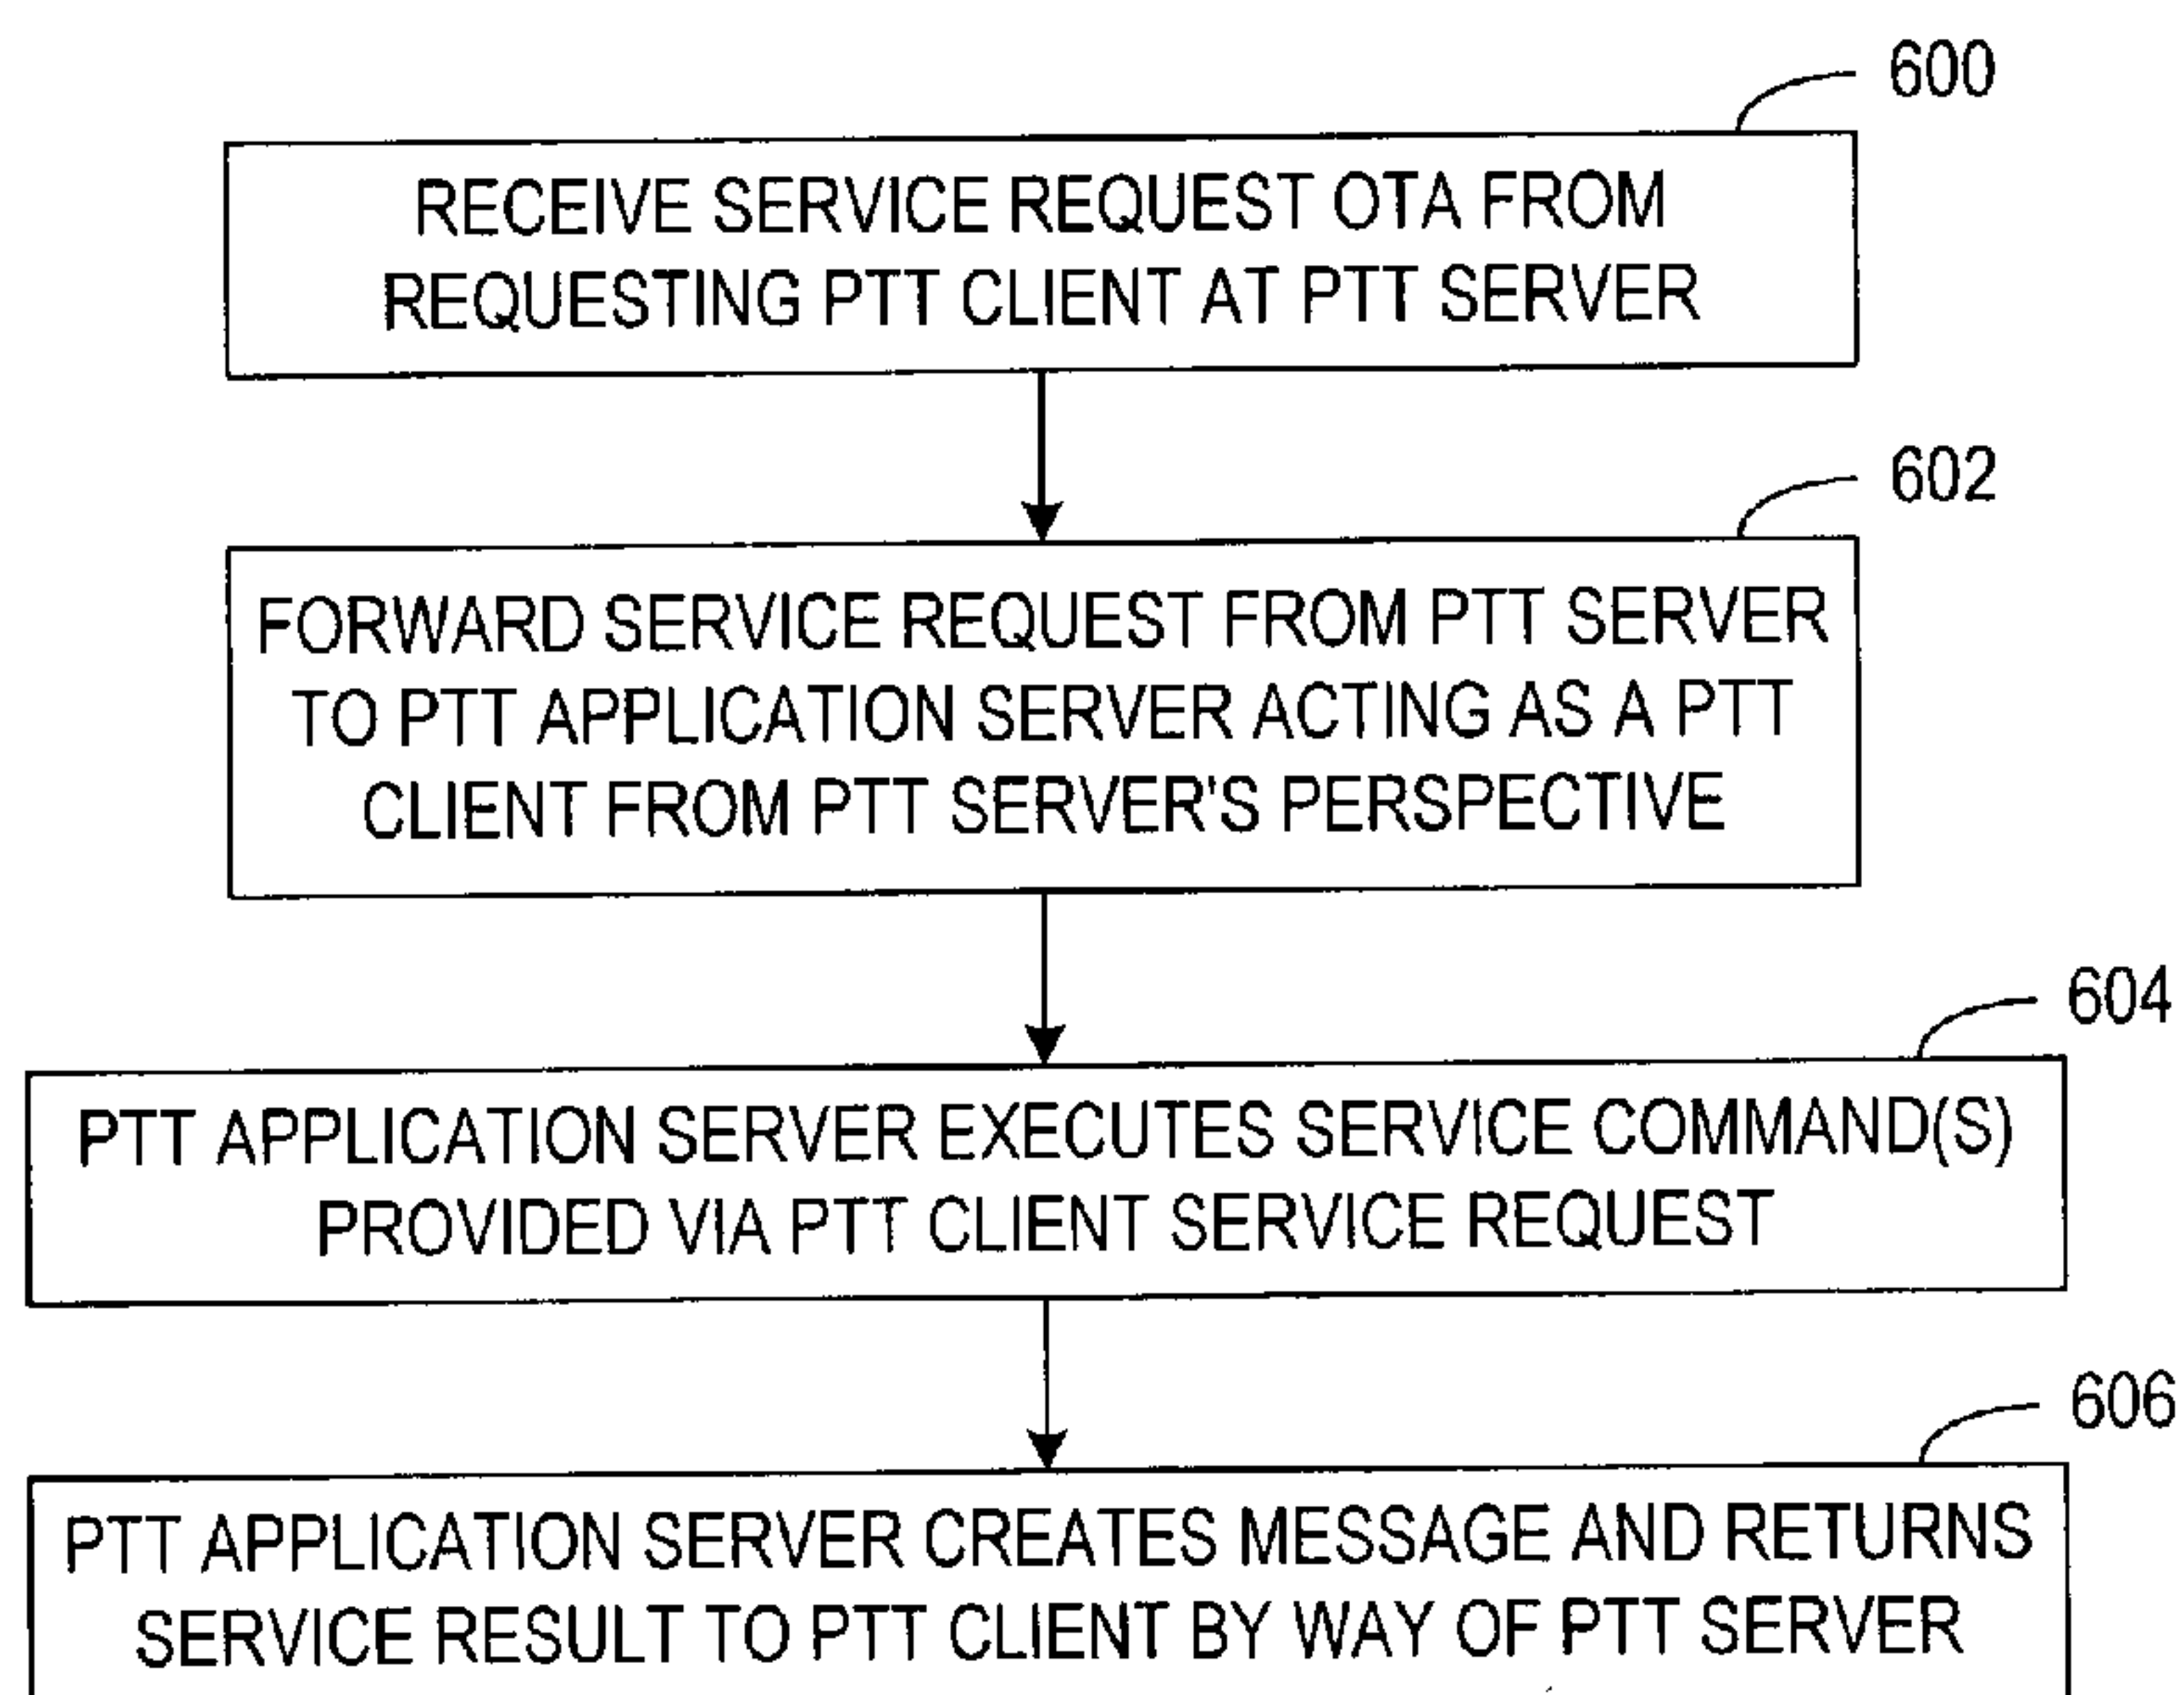 600
RECEIVE SERVICE REQUEST OTA FROM
REQUESTING PTT CLIENT AT PTT SERVER
602
FORWARD SERVICE REQUEST FROM PTT SERVER
TO PTT APPLICATION SERVER ACTING AS A PTT
CLIENT FROM PTT SERVER'S PERSPECTIVE
604
PTT APPLICATION SERVER EXECUTES SERVICE COMMAND(S)
PROVIDED VIA PTT CLIENT SERVICE REQUEST
606
PTT APPLICATION SERVER CREATES MESSAGE AND RETURNS
SERVICE RESULT TO PTT CLIENT BY WAY OF PTT SERVER